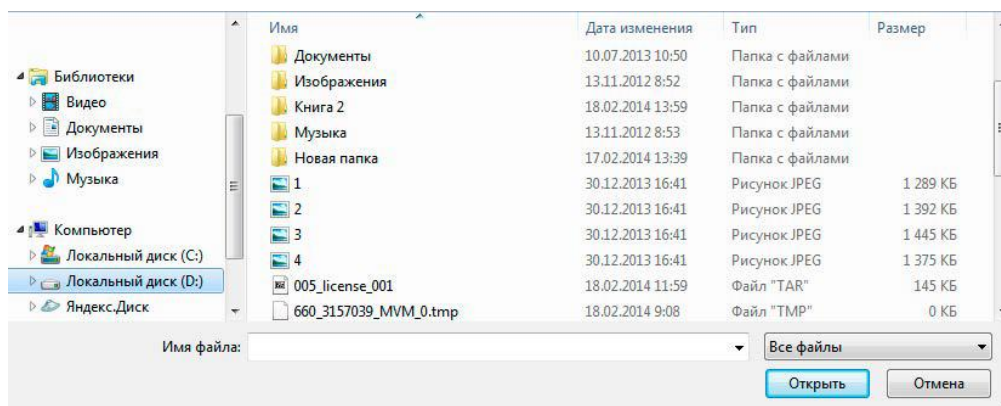 Библиотеки
Видео
Документы
Изображения
Музыка
Компьютер
Локальный диск (C:)
Локальный диск (D:)
Яндекс.Диск
Имя Дата изменения Тип Размер
Документы 10.07.2013 10:50 Папка с файлами
Изображения 13.11.2012 8:52 Папка с файлами
Книга 2 18.02.2014 13:59 Папка с файлами
Музыка 13.11.2012 8:53 Папка с файлами
Новая папка 17.02.2014 13:39 Папка с файлами
1 30.12.2013 16:41 Рисунок JPEG 1 289 КБ
2 30.12.2013 16:41 Рисунок JPEG 1 392 КБ
3 30.12.2013 16:41 Рисунок JPEG 1 445 КБ
4 30.12.2013 16:41 Рисунок JPEG 1 375 КБ
005_license_001 18.02.2014 11:59 Файл "TAR" 145 КБ
660_3157039_MVM_0.tmp 18.02.2014 9:08 Файл "TMP" 0 КБ
Имя файла: Все файлы
Открыть Отмена